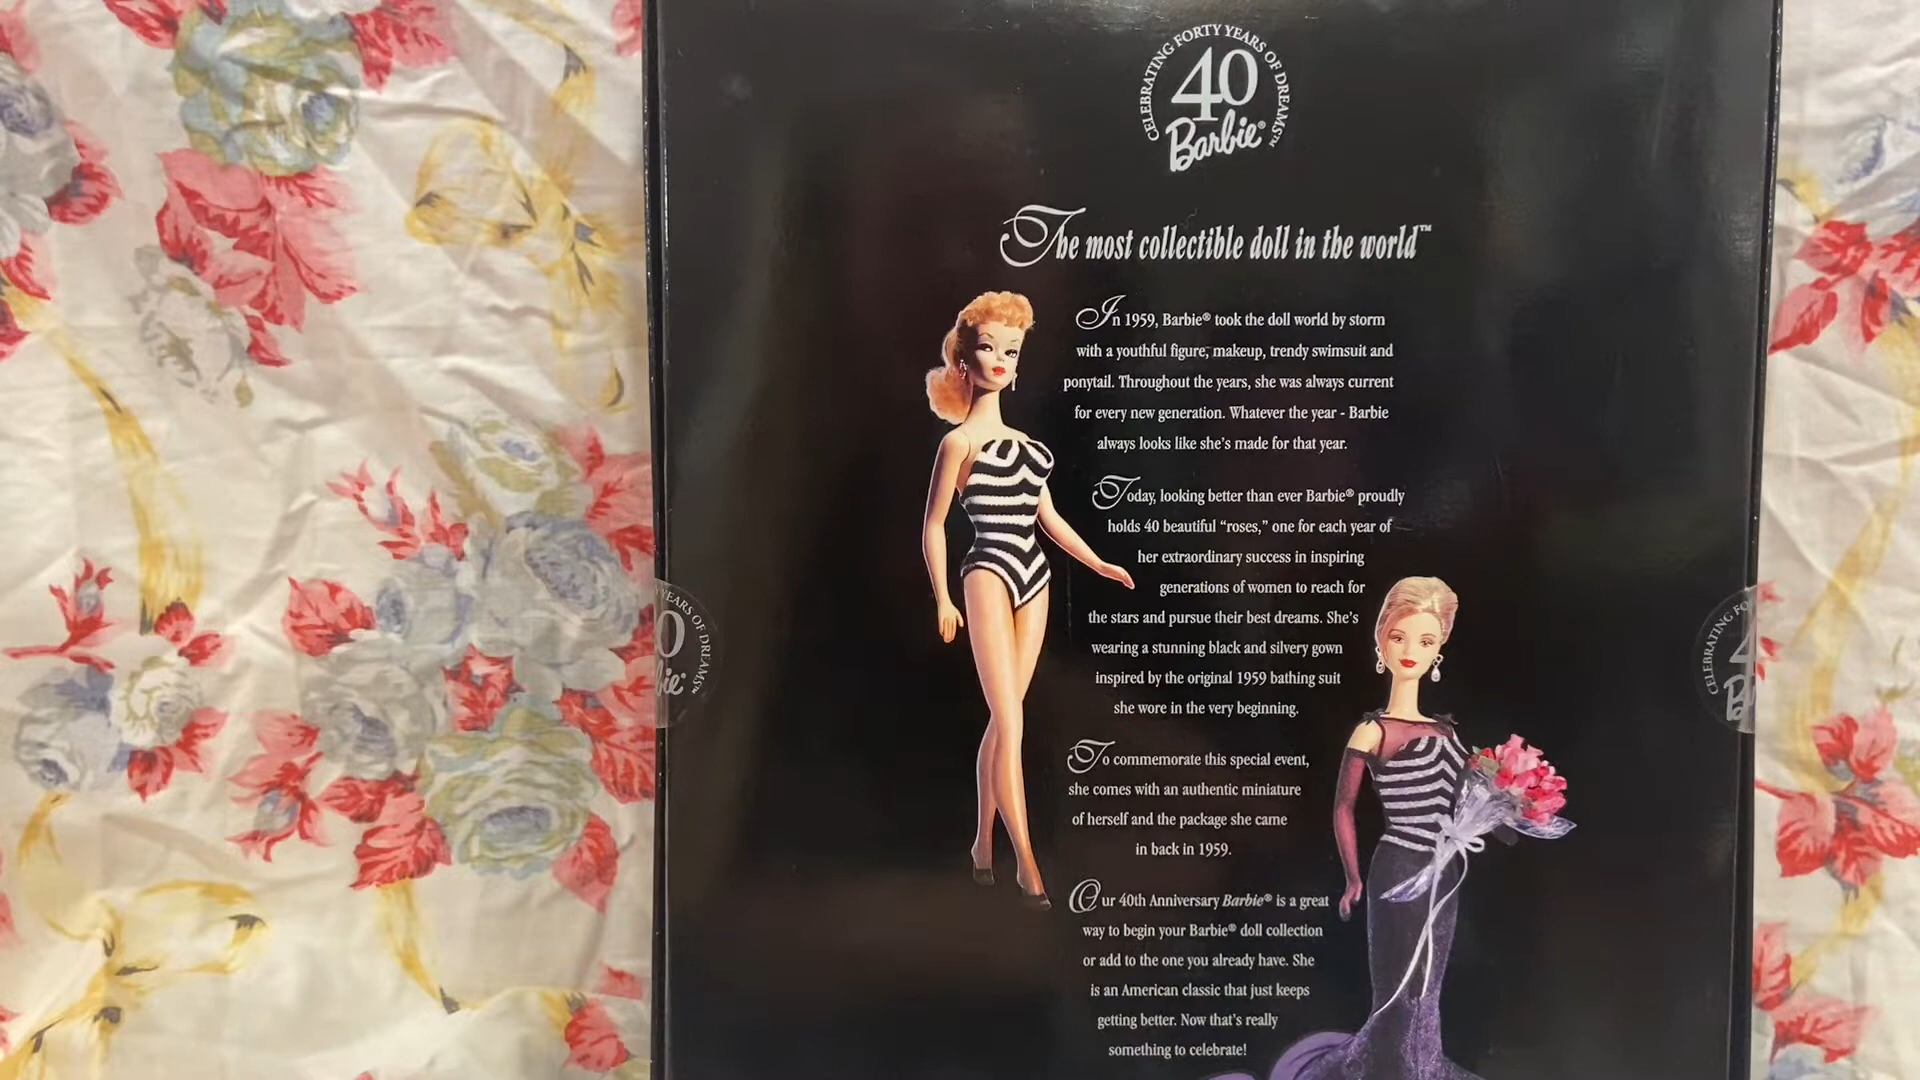 CELEBRATING FORTY YEARS OF DREAMS™
40
Barbie®
The most collectible doll in the world™
In 1959, Barbie® took the doll world by storm
with a youthful figure, makeup, trendy swimsuit and
ponytail. Throughout the years, she was always current
for every new generation. Whatever the year - Barbie
always looks like she's made for that year.
Today, looking better than ever Barbie® proudly
holds 40 beautiful “roses,” one for each year of
her extraordinary success in inspiring
generations of women to reach for
the stars and pursue their best dreams. She's
wearing a stunning black and silvery gown
inspired by the original 1959 bathing suit
she wore in the very beginning.
To commemorate this special event,
she comes with an authentic miniature
of herself and the package she came
in back in 1959.
Our 40th Anniversary Barbie® is a great
way to begin your Barbie® doll collection
or add to the one you already have. She
is an American classic that just keeps
getting better. Now that's really
something to celebrate!
YEARS OF DREAMS™
0
bie®
CELEBRATING FO
4
B